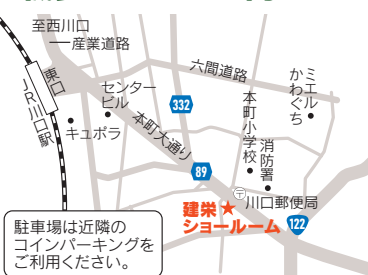 至西川口
産業道路
六間道路
ミエル
かわぐち
東口
JR川口駅
センター
ビル
332
キュポラ
本町大通り
本町小学校
消防署
89
〒
川口郵便局
建栄★
ショールーム
122
駐車場は近隣の
コインパーキングを
ご利用ください。